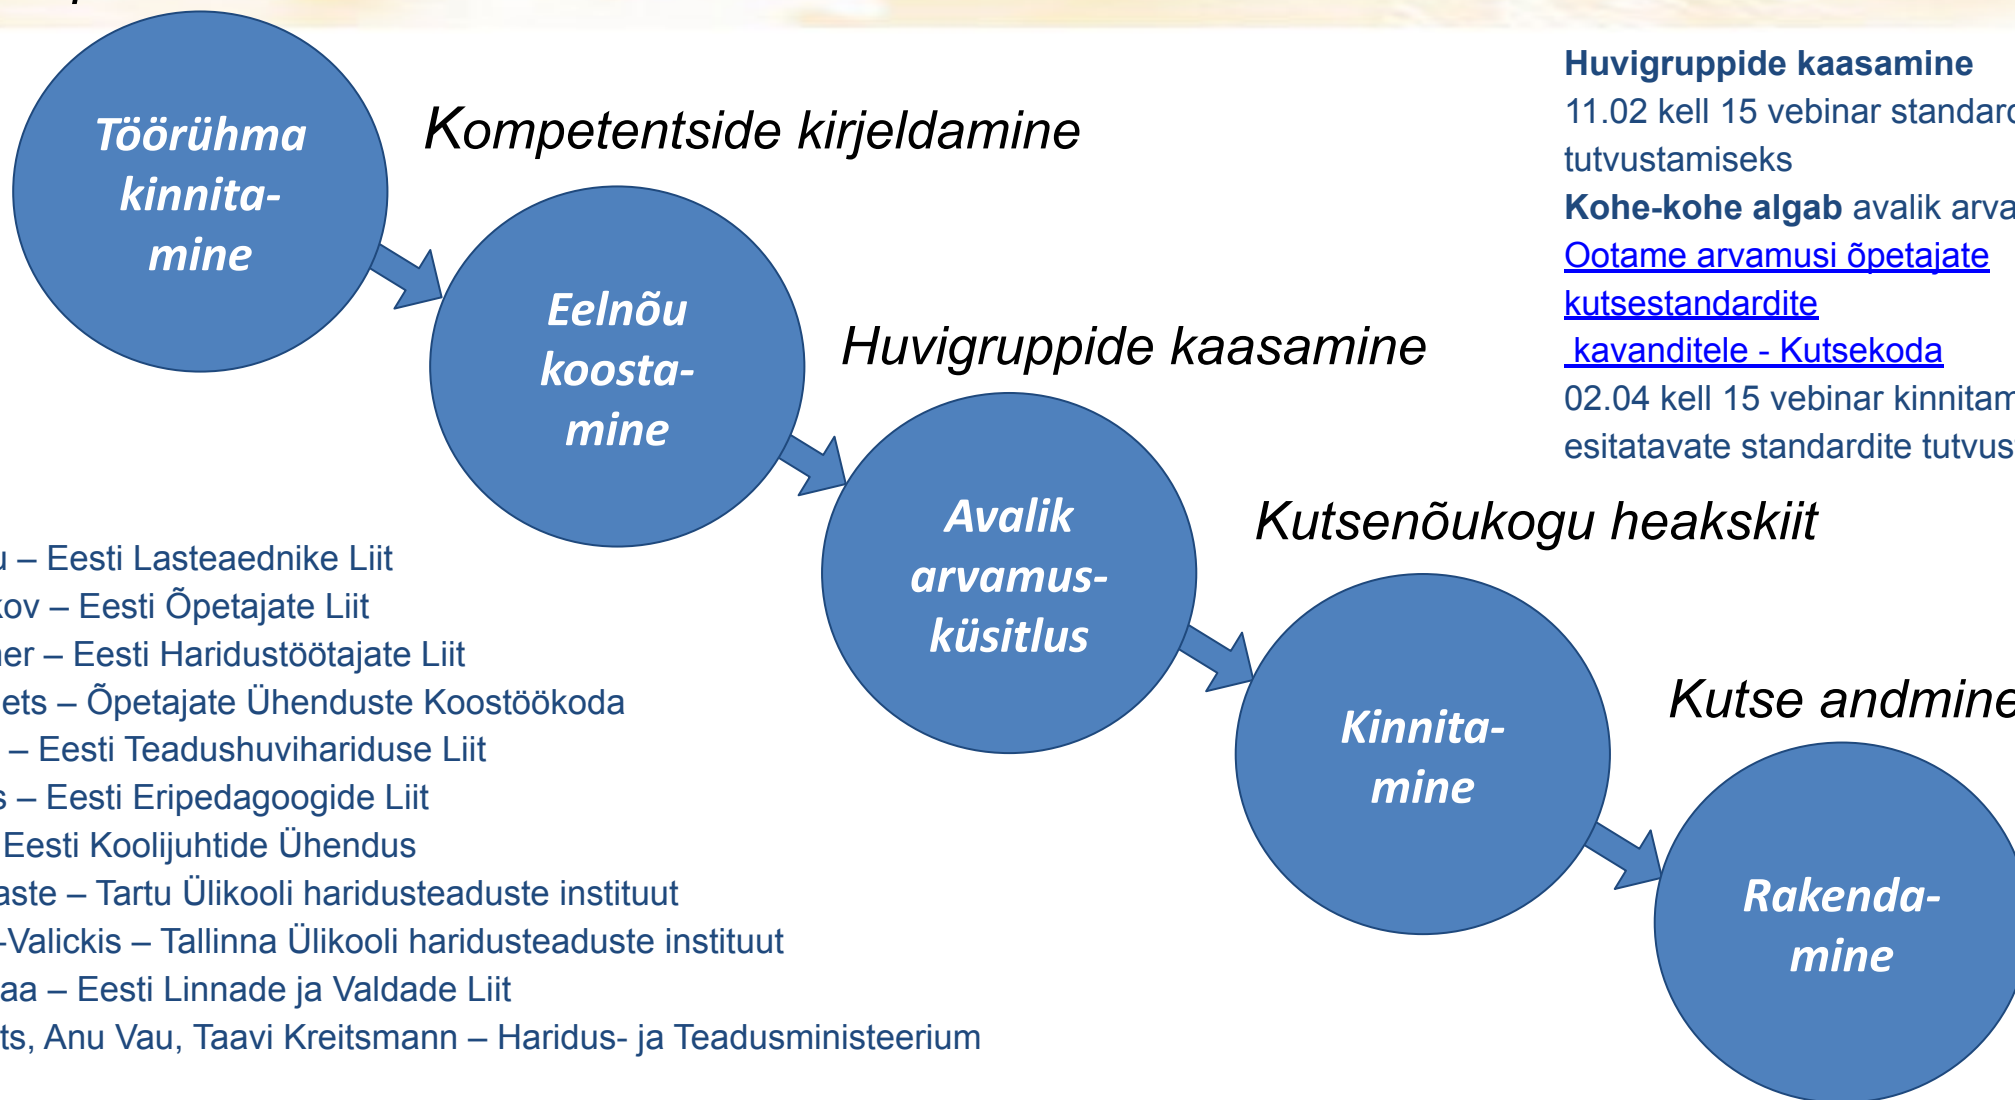 Töörühma
kinnita-
mine
Kompetentside kirjeldamine
Eelnõu
koosta-
mine
Huvigruppide kaasamine
Avalik
arvamus-
küsitlus
Kutsenõukogu heakskiit
Kinnita-
mine
Kutse andmine
Rakenda-
mine
Huvigruppide kaasamine
11.02 kell 15 vebinar
tutvustamiseks
Kohe-kohe algab avalik
Ootame arvamusi õpetajate
kutsestandardite
kavanditele - Kutsekoda
02.04 kell 15 vebinar
esitatavate standardite
– Eesti Lasteaednike Liit
– Eesti Õpetajate Liit
– Eesti Haridustöötajate Liit
– Õpetajate Ühenduste Koostöökoda
– Eesti Teadushuvihariduse Liit
– Eesti Eripedagoogide Liit
Eesti Koolijuhtide Ühendus
– Tartu Ülikooli haridusteaduste instituut
-Valickis – Tallinna Ülikooli haridusteaduste instituut
– Eesti Linnade ja Valdade Liit
Anu Vau, Taavi Kreitsmann – Haridus- ja Teadusministeerium